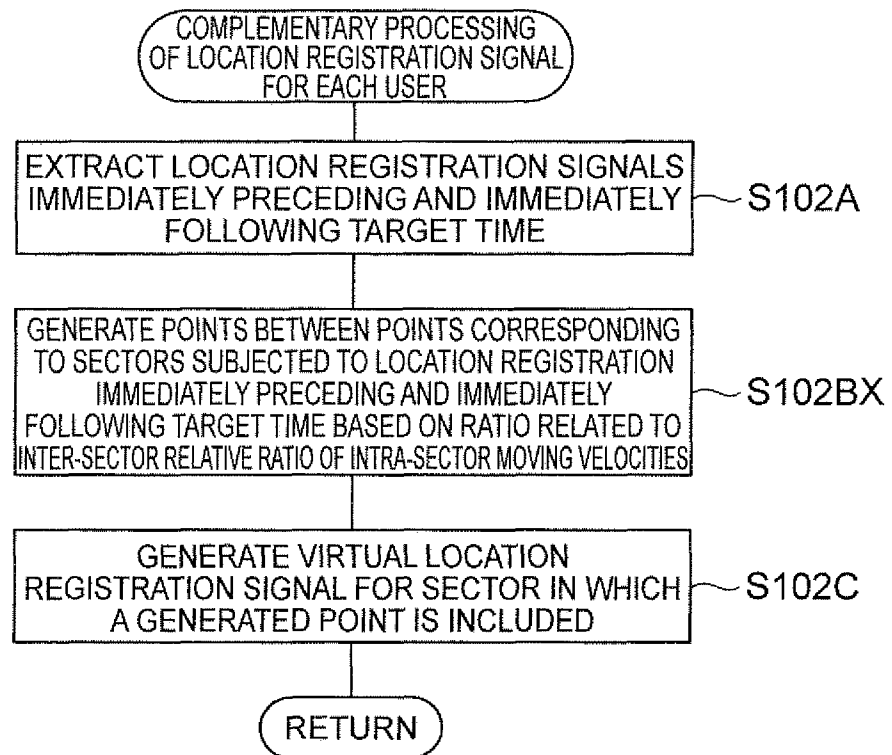 COMPLEMENTARY PROCESSING
OF LOCATION REGISTRATION SIGNAL
FOR EACH USER
EXTRACT LOCATION REGISTRATION SIGNALS
IMMEDIATELY PRECEDING AND IMMEDIATELY
FOLLOWING TARGET TIME
S102A
GENERATE POINTS BETWEEN POINTS CORRESPONDING
TO SECTORS SUBJECTED TO LOCATION REGISTRATION
IMMEDIATELY PRECEDING AND IMMEDIATELY
FOLLOWING TARGET TIME BASED ON RATIO RELATED TO
INTER-SECTOR RELATIVE RATIO OF INTRA-SECTOR MOVING VELOCITIES
S102BX
GENERATE VIRTUAL LOCATION
REGISTRATION SIGNAL FOR SECTOR IN WHICH
A GENERATED POINT IS INCLUDED
S102C
RETURN